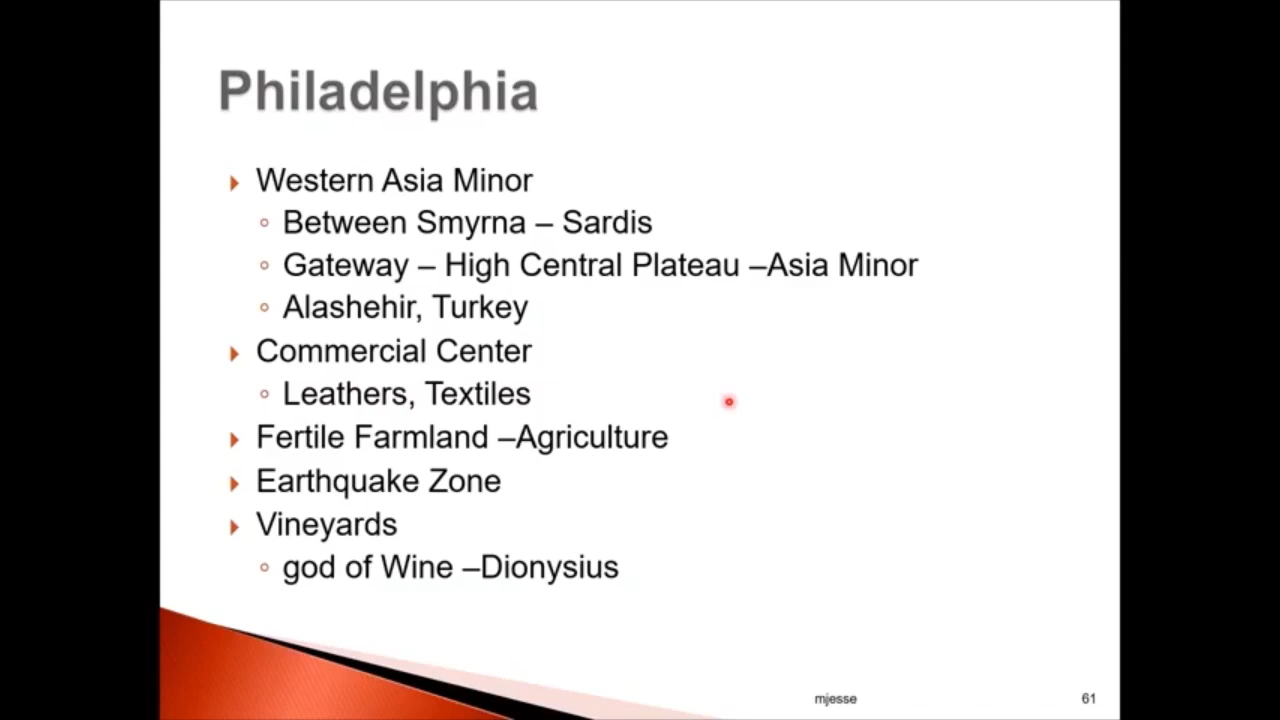 Philadelphia
Western Asia Minor
Between Smyrna – Sardis
Gateway – High Central Plateau –Asia Minor
Alashehir, Turkey
Commercial Center
Leathers, Textiles
Fertile Farmland –Agriculture
Earthquake Zone
Vineyards
god of Wine –Dionysius
mjesse
61